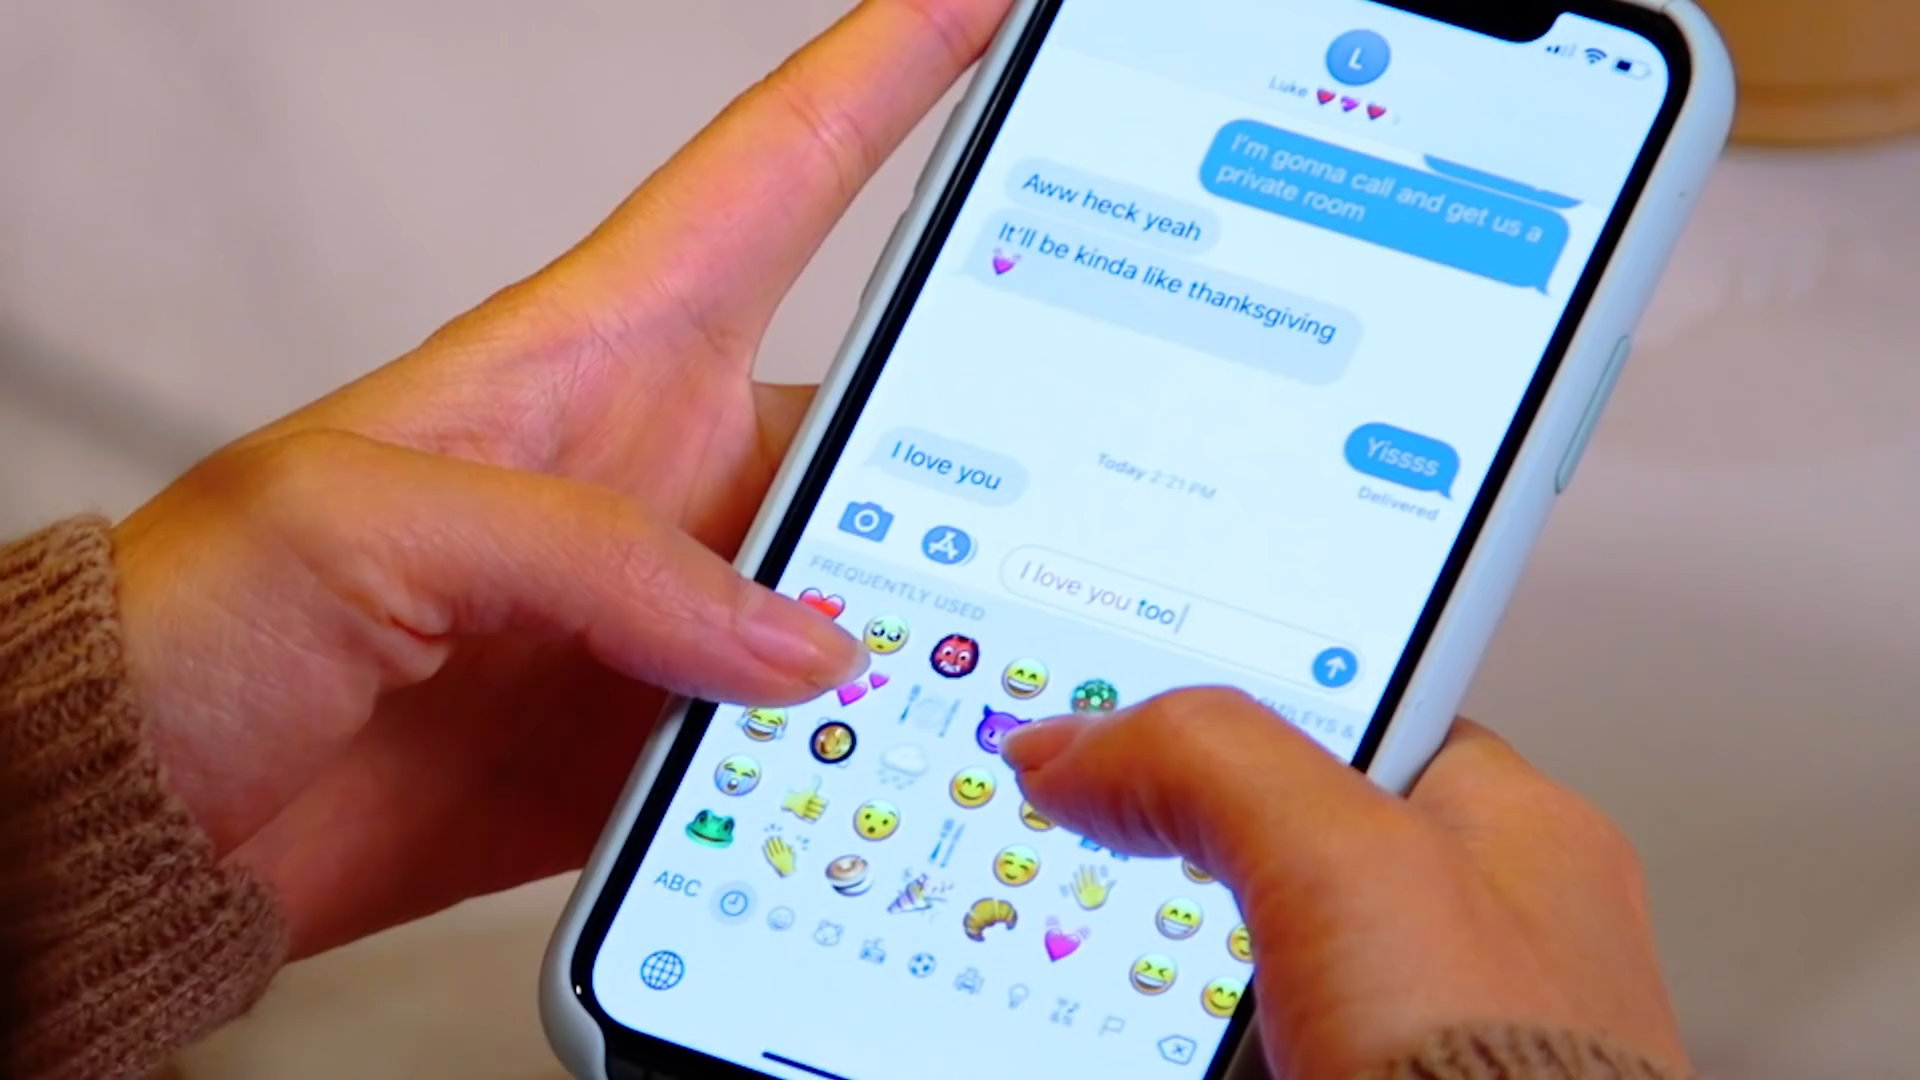 L
Luke
I'm gonna call and get us a
private room
Aww heck yeah
It'll be kinda like thanksgiving
Yissss
Delivered
Today 2:21 PM
I love you
I love you too
FREQUENTLY USED
SMILEYS &
ABC